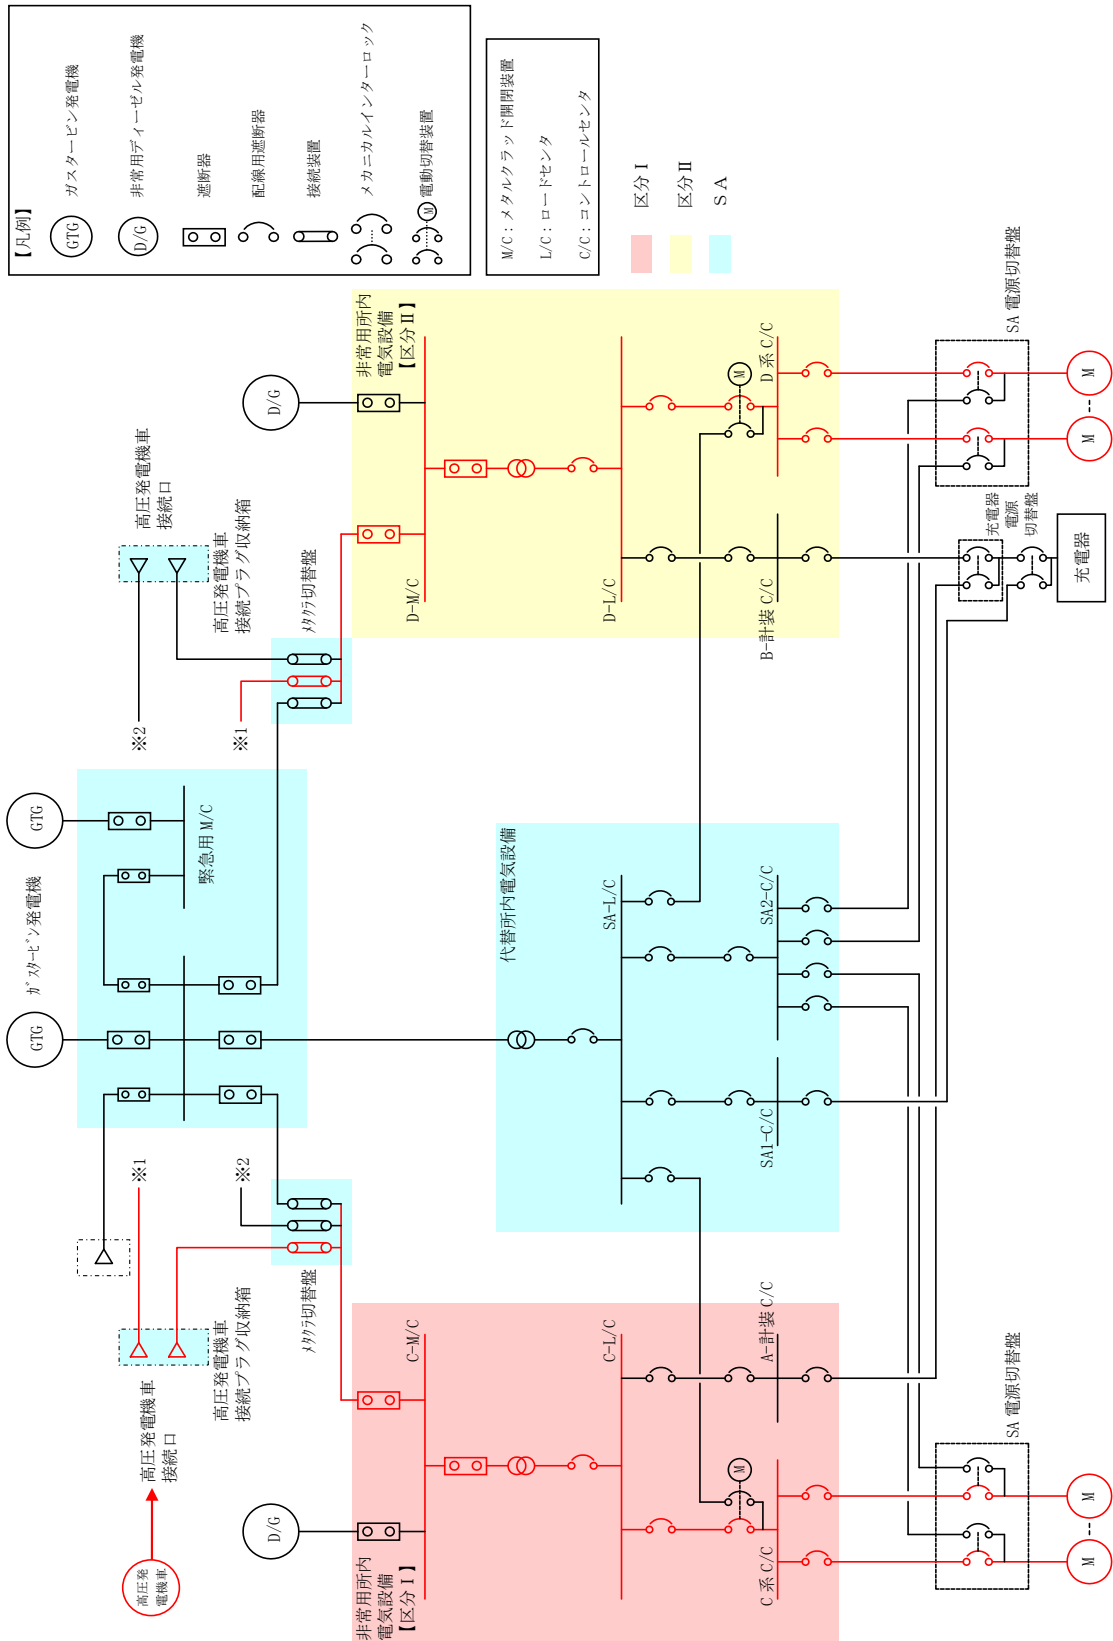 【凡例】
GTG
ガスタービン発電機
D/G
非常用ディーゼル発電機
遮断器
配線用遮断器
接続装置
メカニカルインターロック
M
電動切替装置
M/C：メタルクラッド開閉装置
L/C：ロードセンタ
C/C：コントロールセンタ
区分Ⅰ
区分Ⅱ
ＳＡ
GTG
GTG
ｶﾞｽﾀｰﾋﾞﾝ発電機
緊急用 M/C
高圧発電機車
接続口
高圧発電機車
接続プラグ収納箱
ﾒﾀｸﾗ切替盤
※2
※1
D/G
非常用所内
電気設備
【区分Ⅱ】
D-M/C
D-L/C
M
D 系 C/C
B-計装 C/C
SA 電源切替盤
M
M
充電器
電源
切替盤
充電器
代替所内電気設備
SA-L/C
SA2-C/C
SA1-C/C
※1
※2
高圧発電機車
接続口
高圧発電機車
接続プラグ収納箱
ﾒﾀｸﾗ切替盤
高圧発
電機車
D/G
非常用所内
電気設備
【区分Ⅰ】
C-M/C
C-L/C
A-計装 C/C
M
C 系 C/C
SA 電源切替盤
M
M